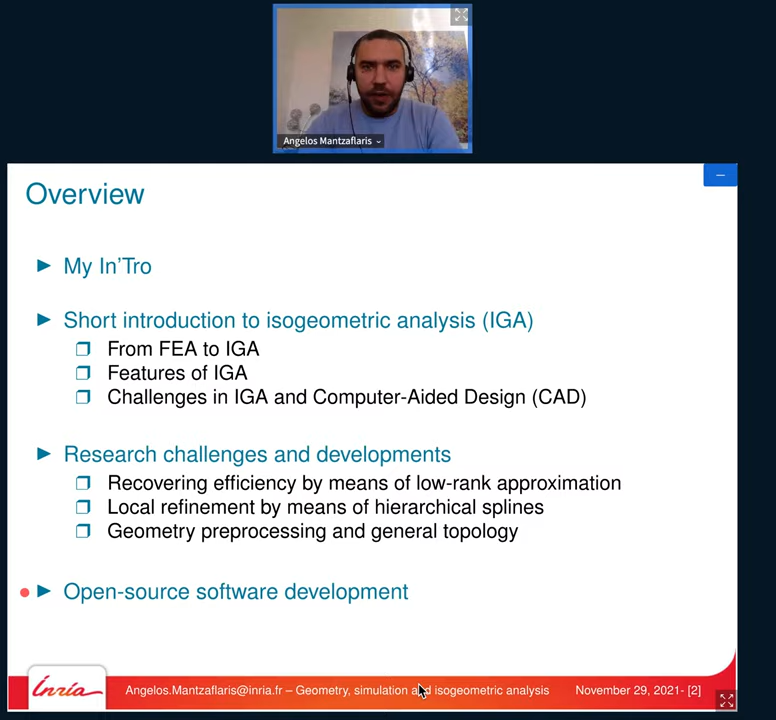 Angelos Mantzaflaris
Overview
My In'Tro
Short introduction to isogeometric analysis (IGA)
From FEA to IGA
Features of IGA
Challenges in IGA and Computer-Aided Design (CAD)
Research challenges and developments
Recovering efficiency by means of low-rank approximation
Local refinement by means of hierarchical splines
Geometry preprocessing and general topology
Open-source software development
Inria
Angelos.Mantzaflaris@inria.fr – Geometry, simulation and isogeometric analysis November 29, 2021- [2]